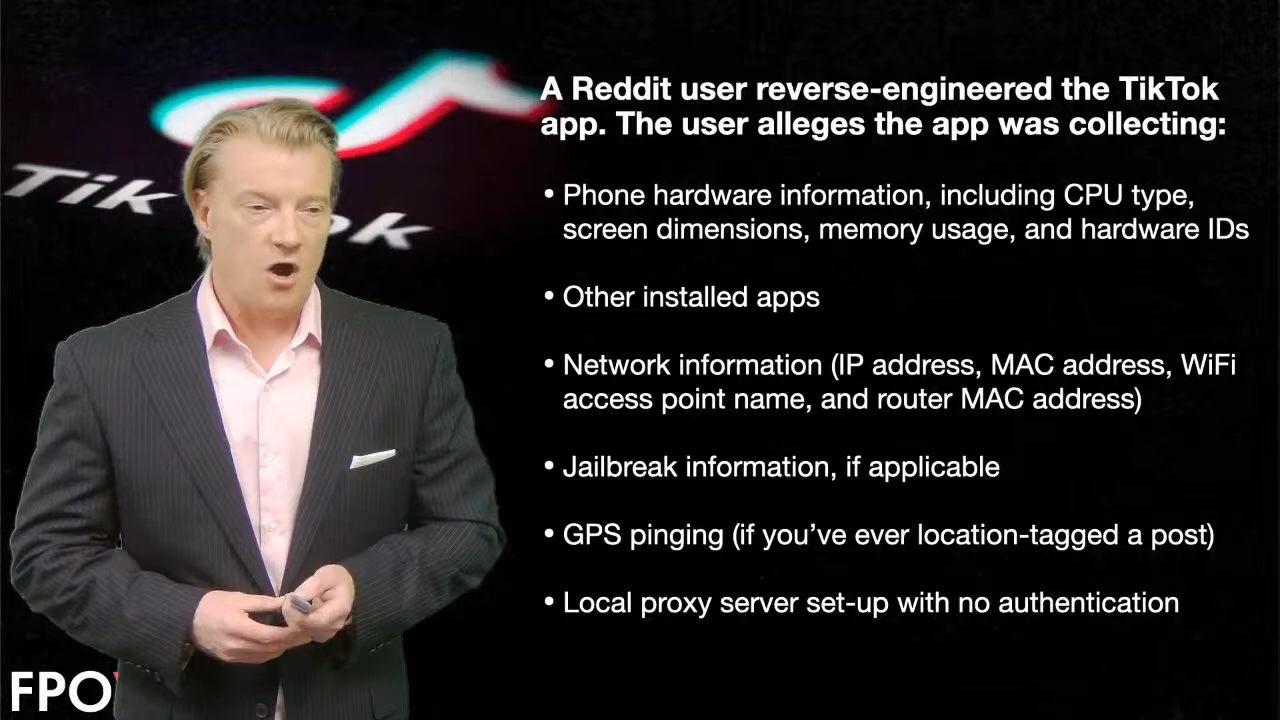 A Reddit user reverse-engineered the TikTok
app. The user alleges the app was collecting:
• Phone hardware information, including CPU type,
screen dimensions, memory usage, and hardware IDs
• Other installed apps
• Network information (IP address, MAC address, WiFi
access point name, and router MAC address)
• Jailbreak information, if applicable
• GPS pinging (if you've ever location-tagged a post)
• Local proxy server set-up with no authentication
Tik ok
FPO